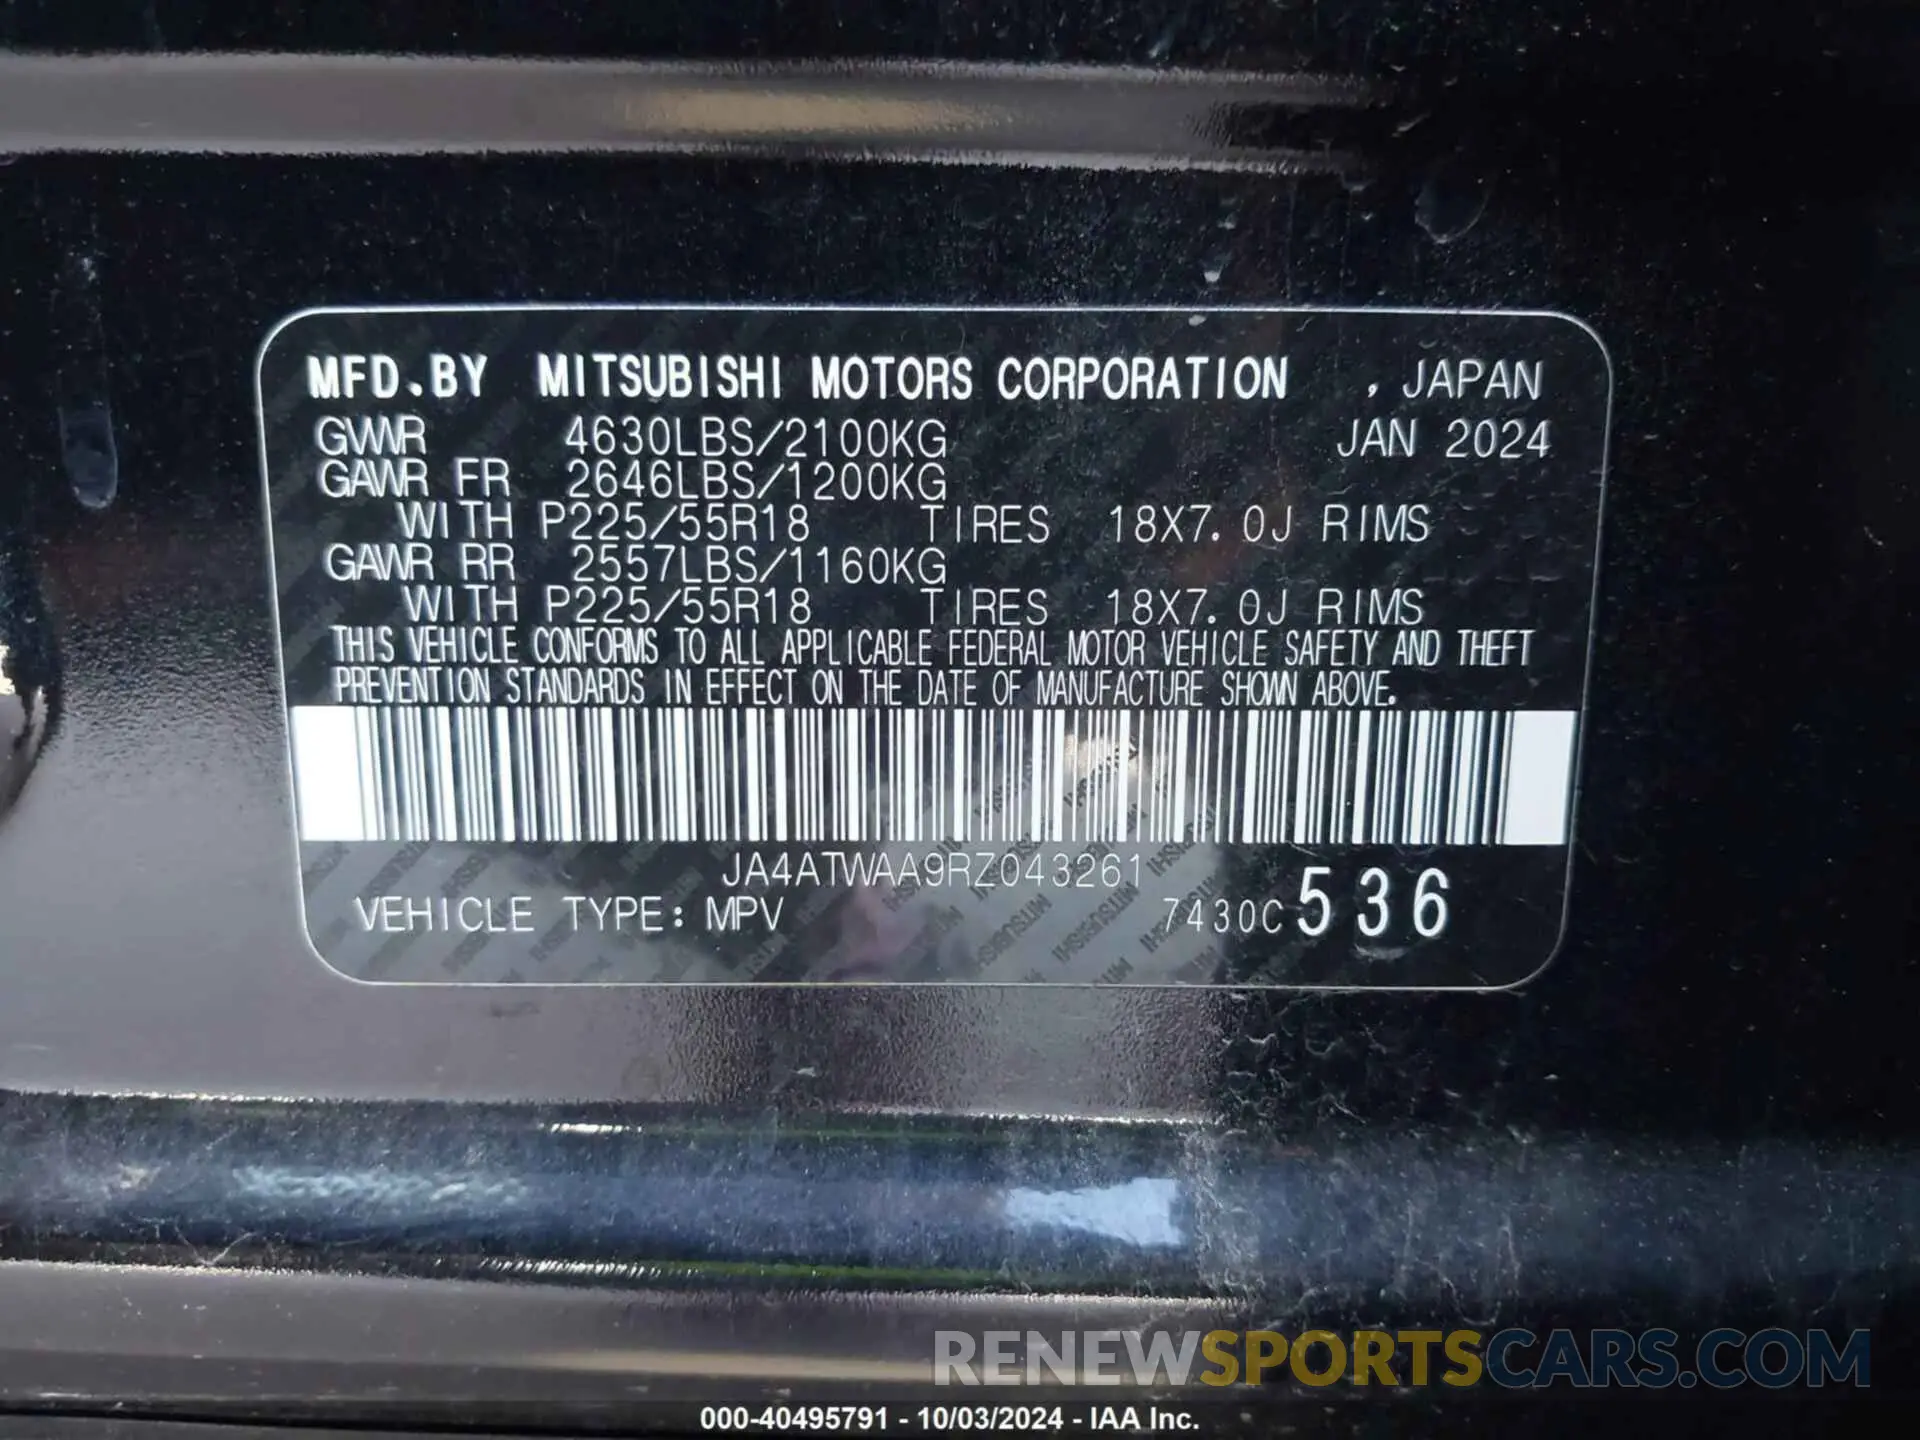 MFD.BY MITSUBISHI MOTORS CORPORATION , JAPAN
GVWR 4630LBS/2100KG JAN 2024
GAWR FR 2646LBS/1200KG
WITH P225/55R18 TIRES 18X7.0J RIMS
GAWR RR 2557LBS/1160KG
WITH P225/55R18 TIRES 18X7.0J RIMS
THIS VEHICLE CONFORMS TO ALL APPLICABLE FEDERAL MOTOR VEHICLE SAFETY AND THEFT
PREVENTION STANDARDS IN EFFECT ON THE DATE OF MANUFACTURE SHOWN ABOVE.
JA4ATWAA9RZ043261
VEHICLE TYPE: MPV 7430C 536
RENEWSPORTSCARS.COM
000-40495791 - 10/03/2024 - IAA Inc.